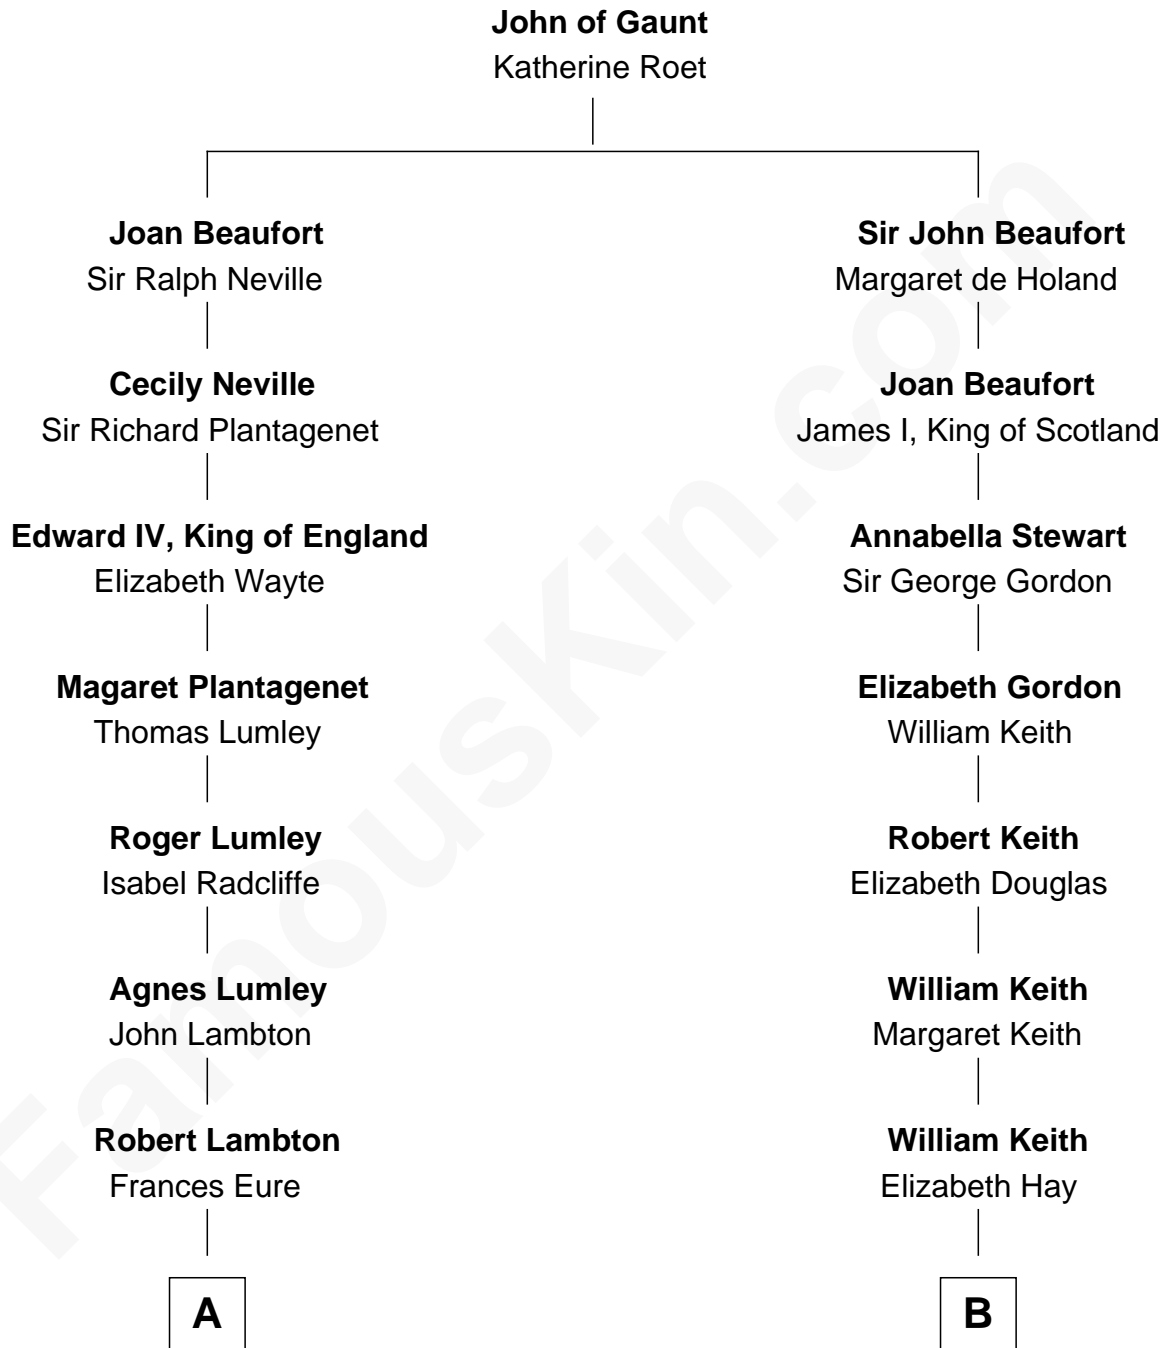 John of Gaunt
Katherine Roet
Joan Beaufort
Sir Ralph Neville
Cecily Neville
Sir Richard Plantagenet
Edward IV, King of England
Elizabeth Wayte
Magaret Plantagenet
Thomas Lumley
Roger Lumley
Isabel Radcliffe
Agnes Lumley
John Lambton
Robert Lambton
Frances Eure
A
Sir John Beaufort
Margaret de Holand
Joan Beaufort
James I, King of Scotland
Annabella Stewart
Sir George Gordon
Elizabeth Gordon
William Keith
Robert Keith
Elizabeth Douglas
William Keith
Margaret Keith
William Keith
Elizabeth Hay
B
FamousKin.com